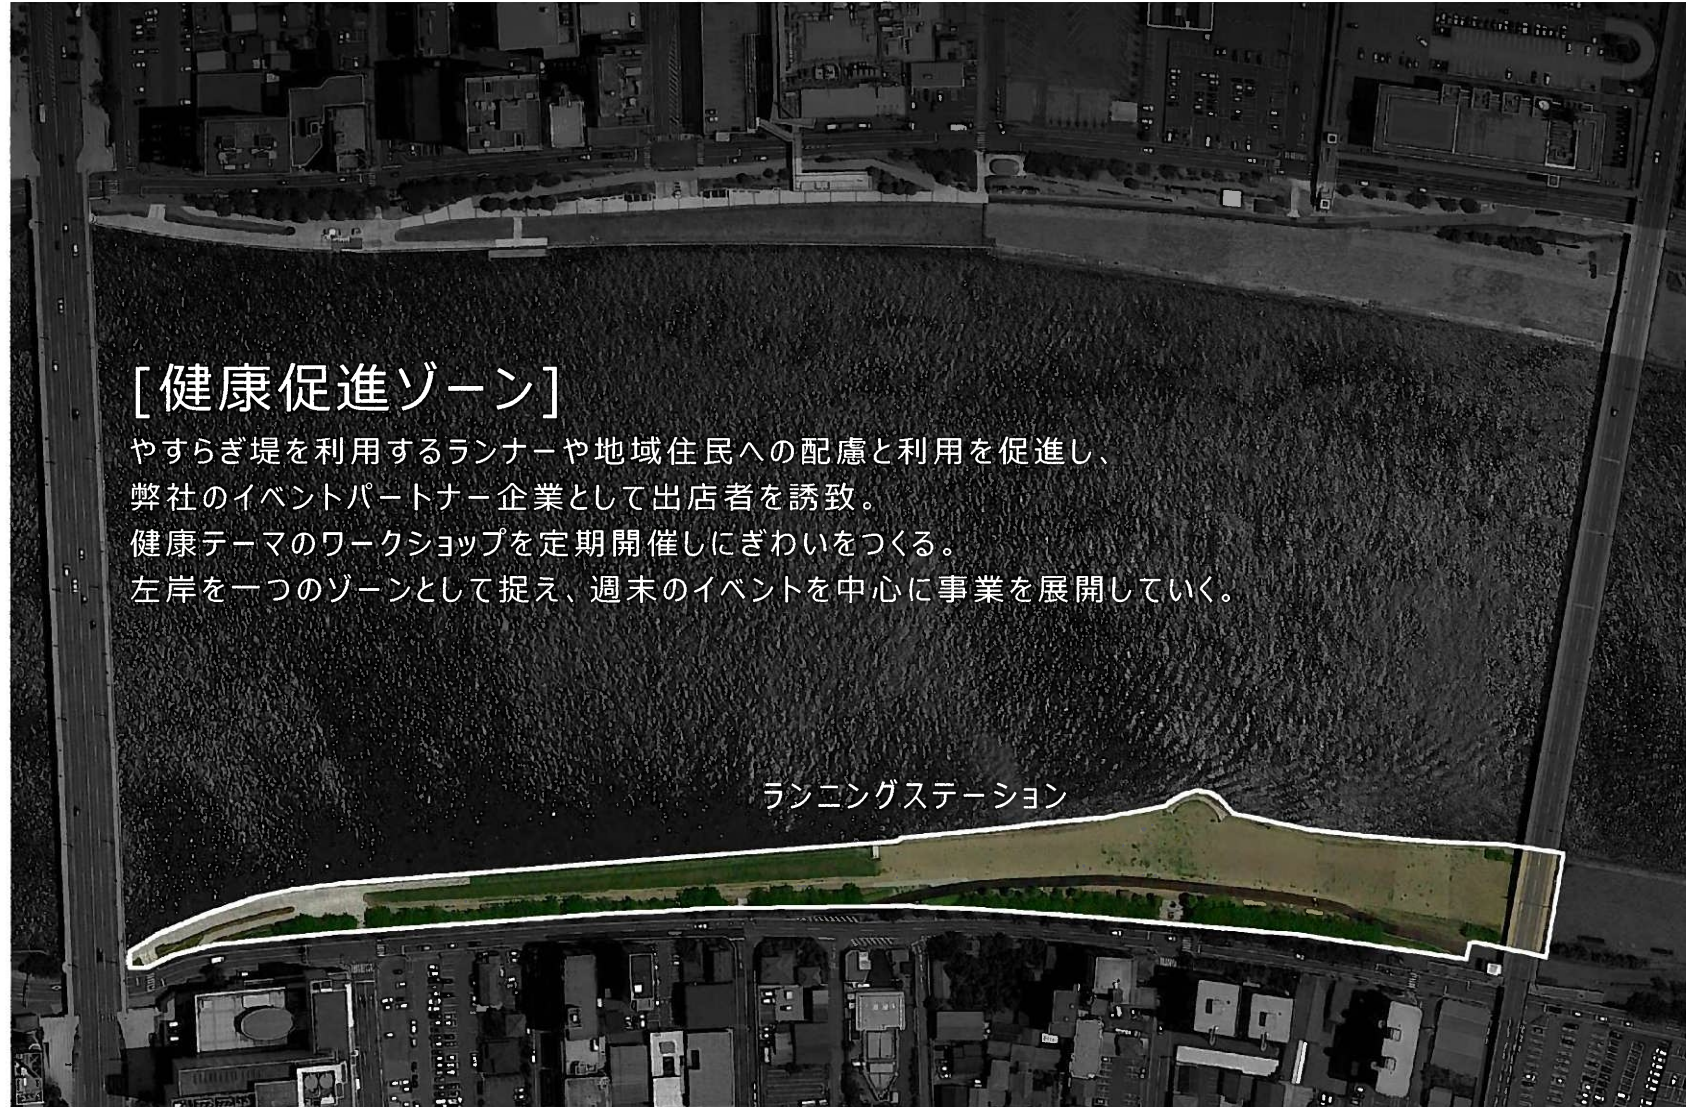 [健康促進ゾーン]
やすらぎ堤を利用するランナーや地域住民への配慮と利用を促進し、
弊社のイベントパートナー企業として出店者を誘致。
健康テーマのワークショップを定期開催しにぎわいをつくる。
左岸を一つのゾーンとして捉え、週末のイベントを中心に事業を展開していく。
ランニングステーション